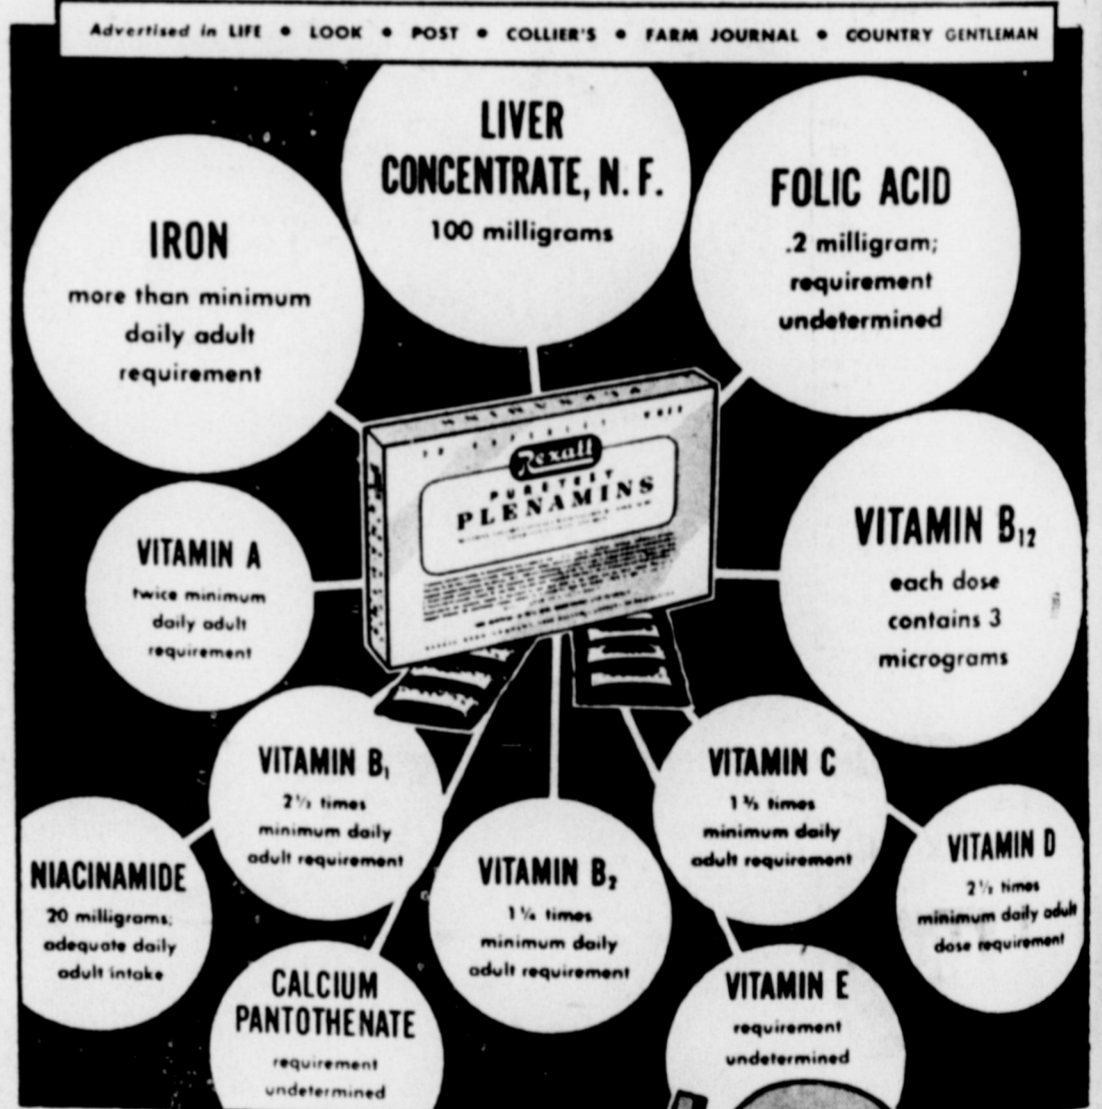 Advertised in LIFE • LOOK • POST • COLLIER'S • FARM JOURNAL • COUNTRY GENTLEMAN
LIVER
CONCENTRATE, N. F.
100 milligrams
FOLIC ACID
.2 milligram;
requirement
undetermined
IRON
more than minimum
daily adult
requirement
Rexall
PURETEST
PLENAMINS
VITAMIN A
twice minimum
daily adult
requirement
VITAMIN B₁₂
each dose
contains 3
micrograms
VITAMIN B₁
2½ times
minimum daily
adult requirement
VITAMIN C
1⅔ times
minimum daily
adult requirement
NIACINAMIDE
20 milligrams;
adequate daily
adult intake
VITAMIN B₂
1¼ times
minimum daily
adult requirement
VITAMIN D
2½ times
minimum daily adult
dose requirement
CALCIUM
PANTOTHENATE
requirement
undetermined
VITAMIN E
requirement
undetermined